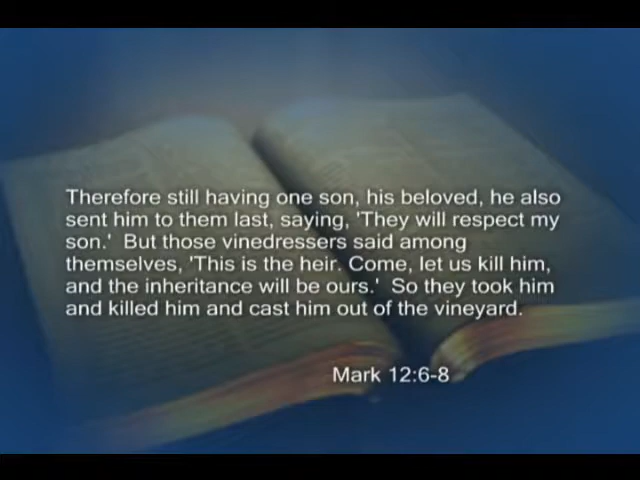 Therefore still having one son, his beloved, he also
sent him to them last, saying, 'They will respect my
son.'  But those vinedressers said among
themselves, 'This is the heir. Come, let us kill him,
and the inheritance will be ours.'  So they took him
and killed him and cast him out of the vineyard.
Mark 12:6-8